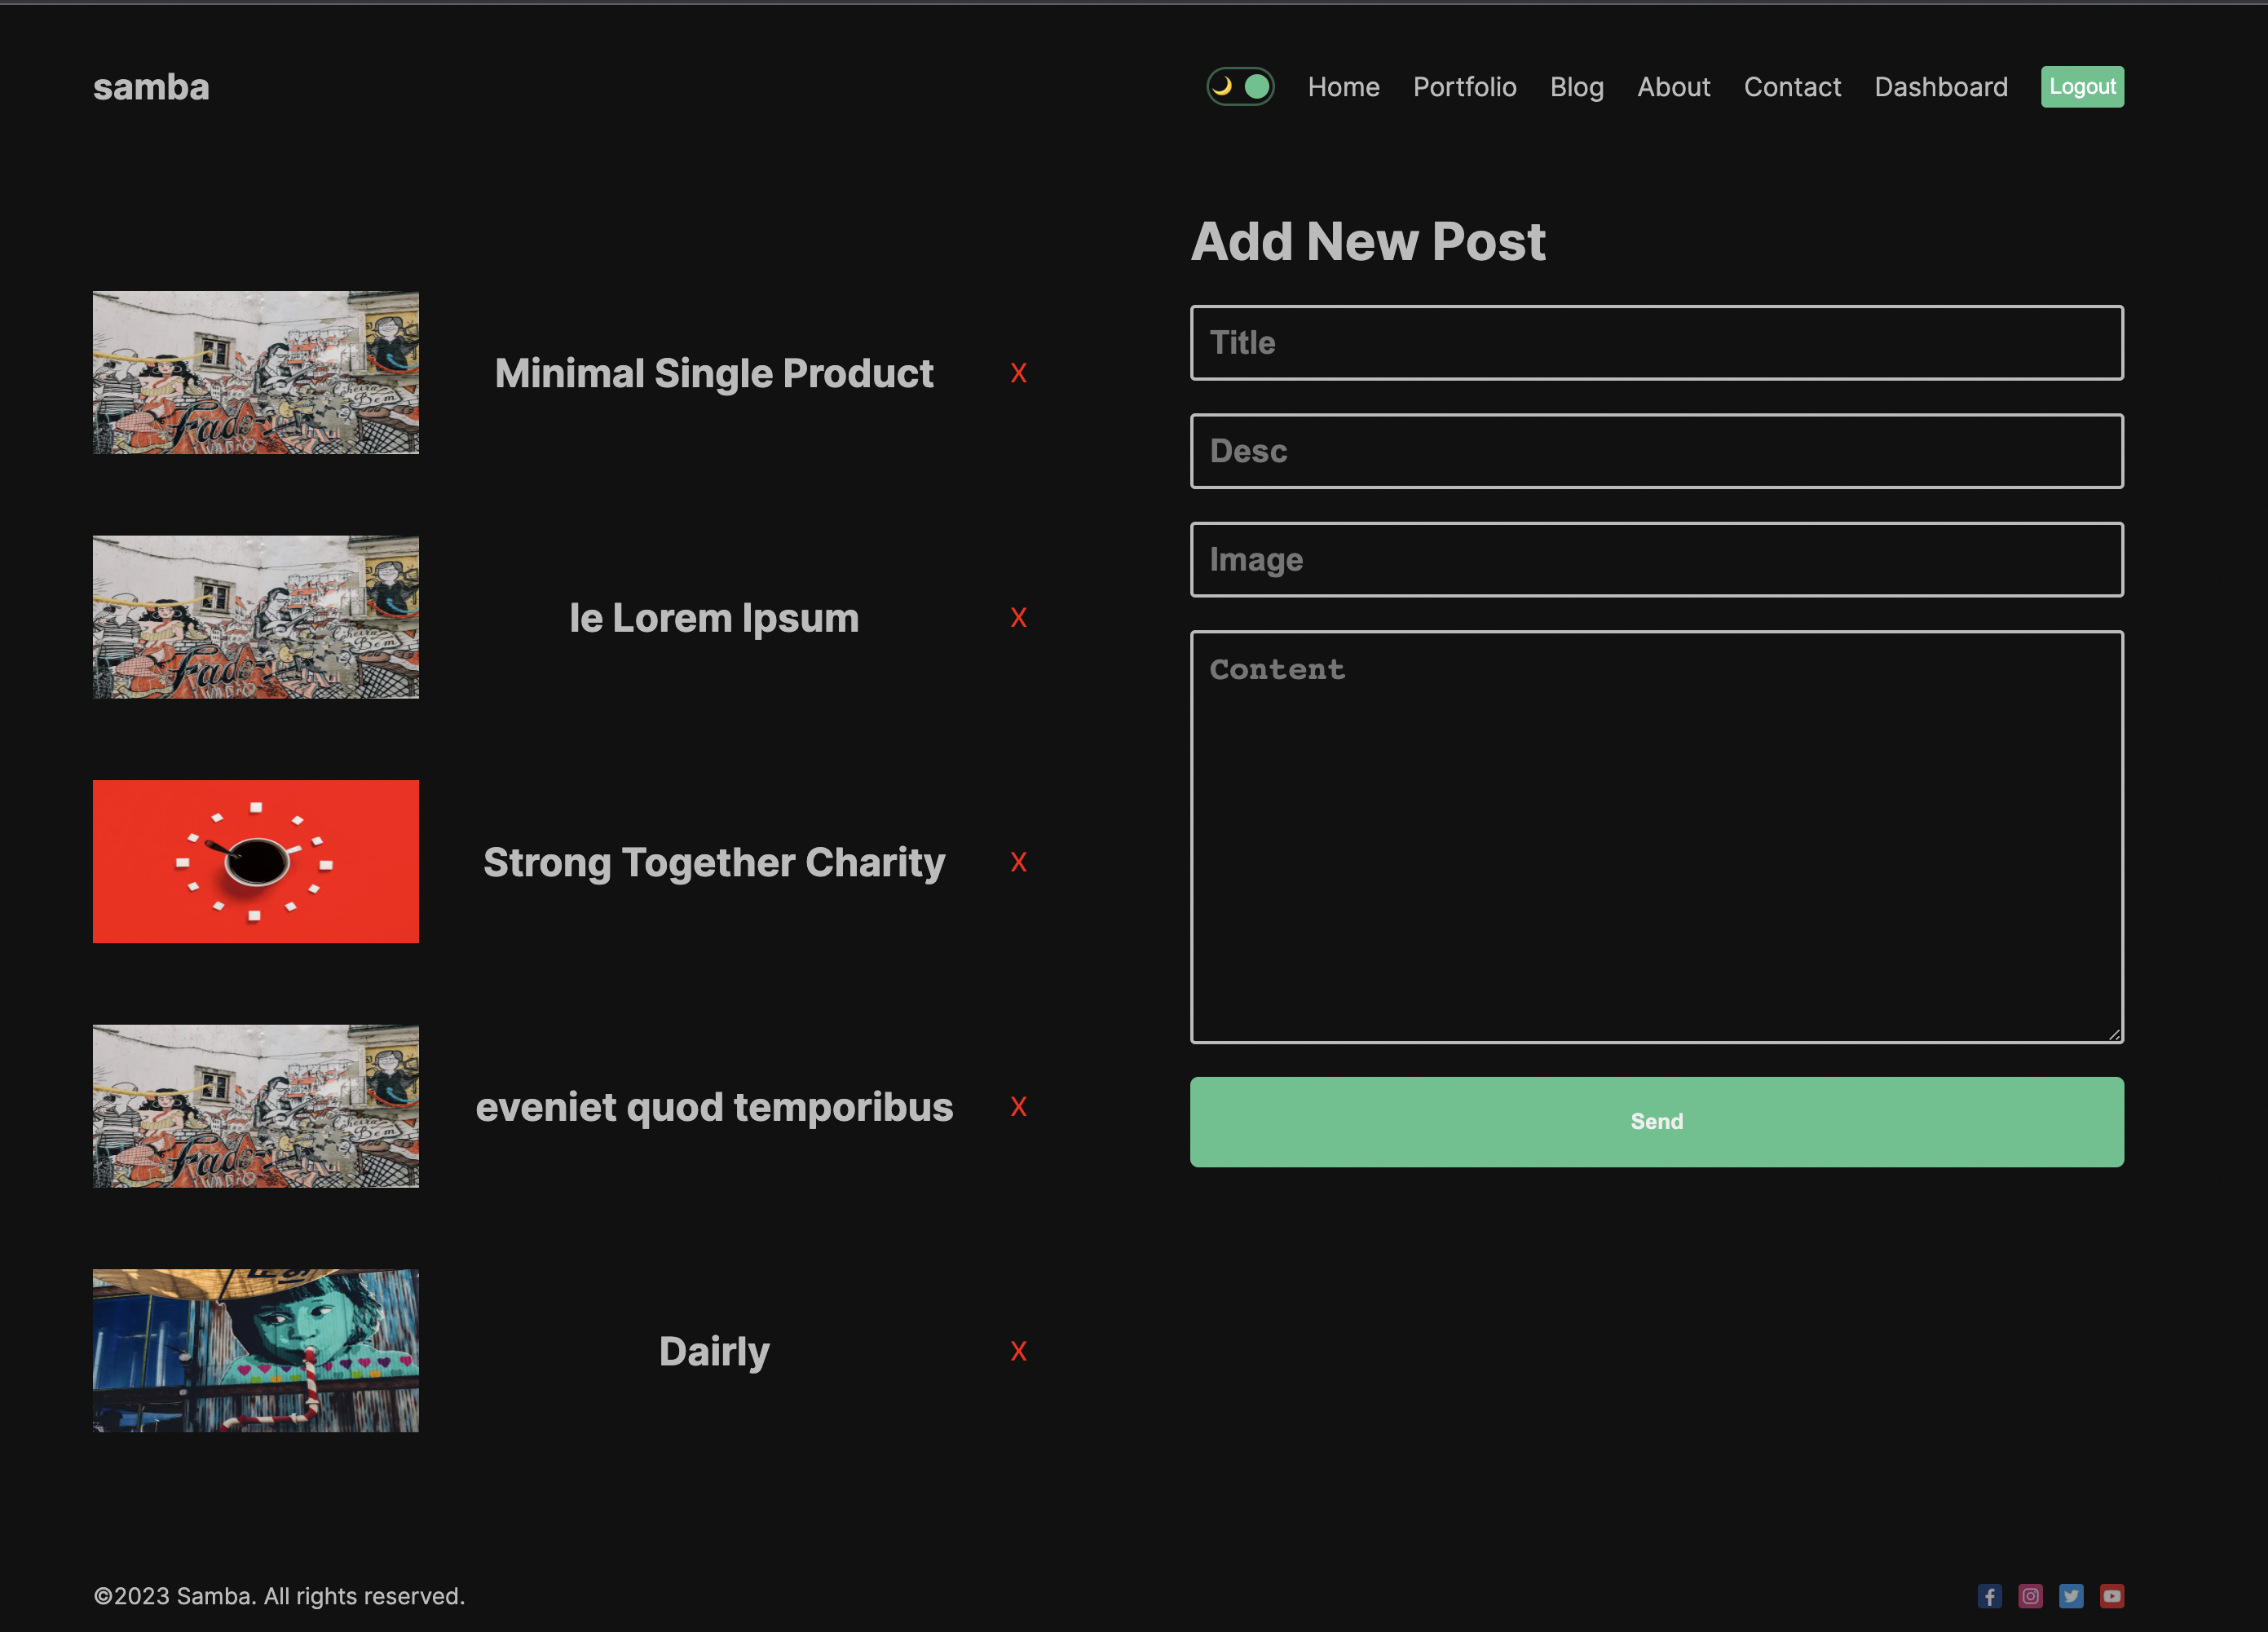 samba
Home Portfolio Blog About Contact Dashboard Logout
Minimal Single Product X
le Lorem Ipsum X
Strong Together Charity X
eveniet quod temporibus X
Dairly X
Add New Post
Title
Desc
Image
Content
Send
©2023 Samba. All rights reserved.